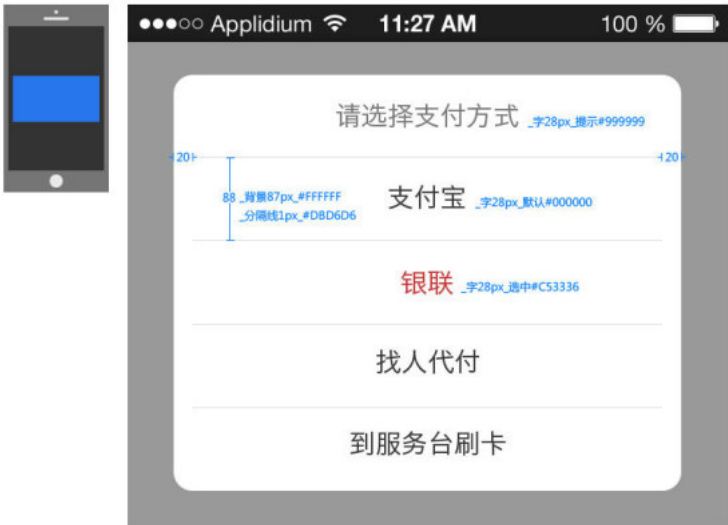 ●●●○○ Applidium 11:27 AM 100 %
请选择支付方式 _字28px_提示#999999
20 20
88 _背景87px_#FFFFFF
_分隔线1px_#DBD6D6
支付宝 _字28px_默认#000000
银联 _字28px_选中#C53336
找人代付
到服务台刷卡